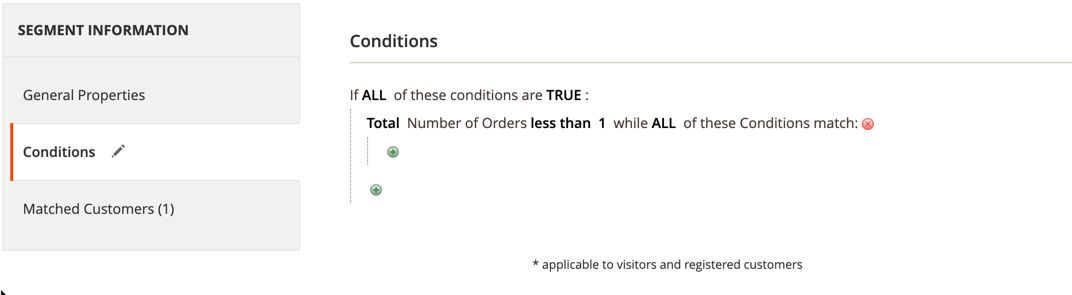 SEGMENT INFORMATION
General Properties
Conditions
Matched Customers (1)
Conditions
If ALL of these conditions are TRUE :
Total Number of Orders less than 1 while ALL of these Conditions match:
* applicable to visitors and registered customers